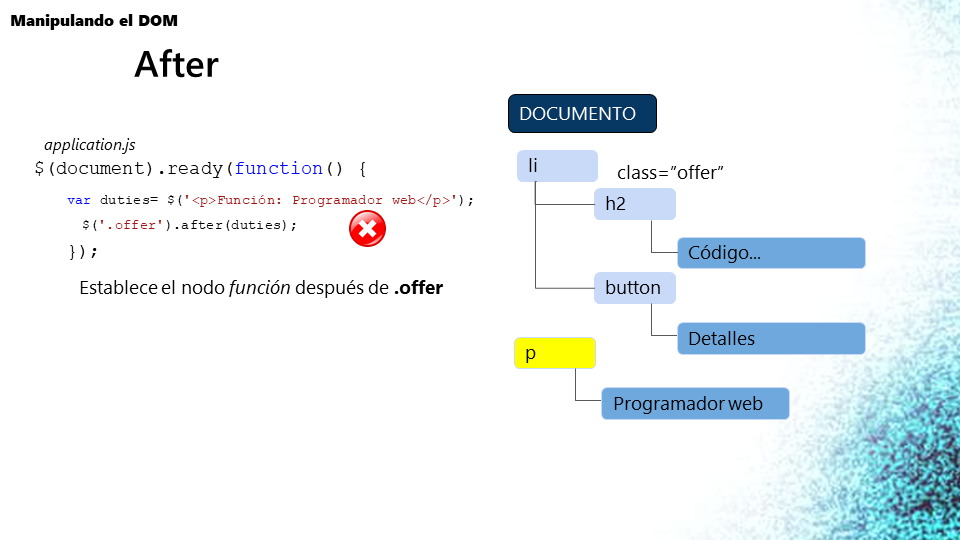 Manipulando el DOM
After
application.js
$(document).ready(function() {
var duties= $('<p>Función: Programador web</p>');
$('.offer').after(duties);
});
Establece el nodo función después de .offer
DOCUMENTO
li
class=”offer”
h2
Código...
button
Detalles
p
Programador web